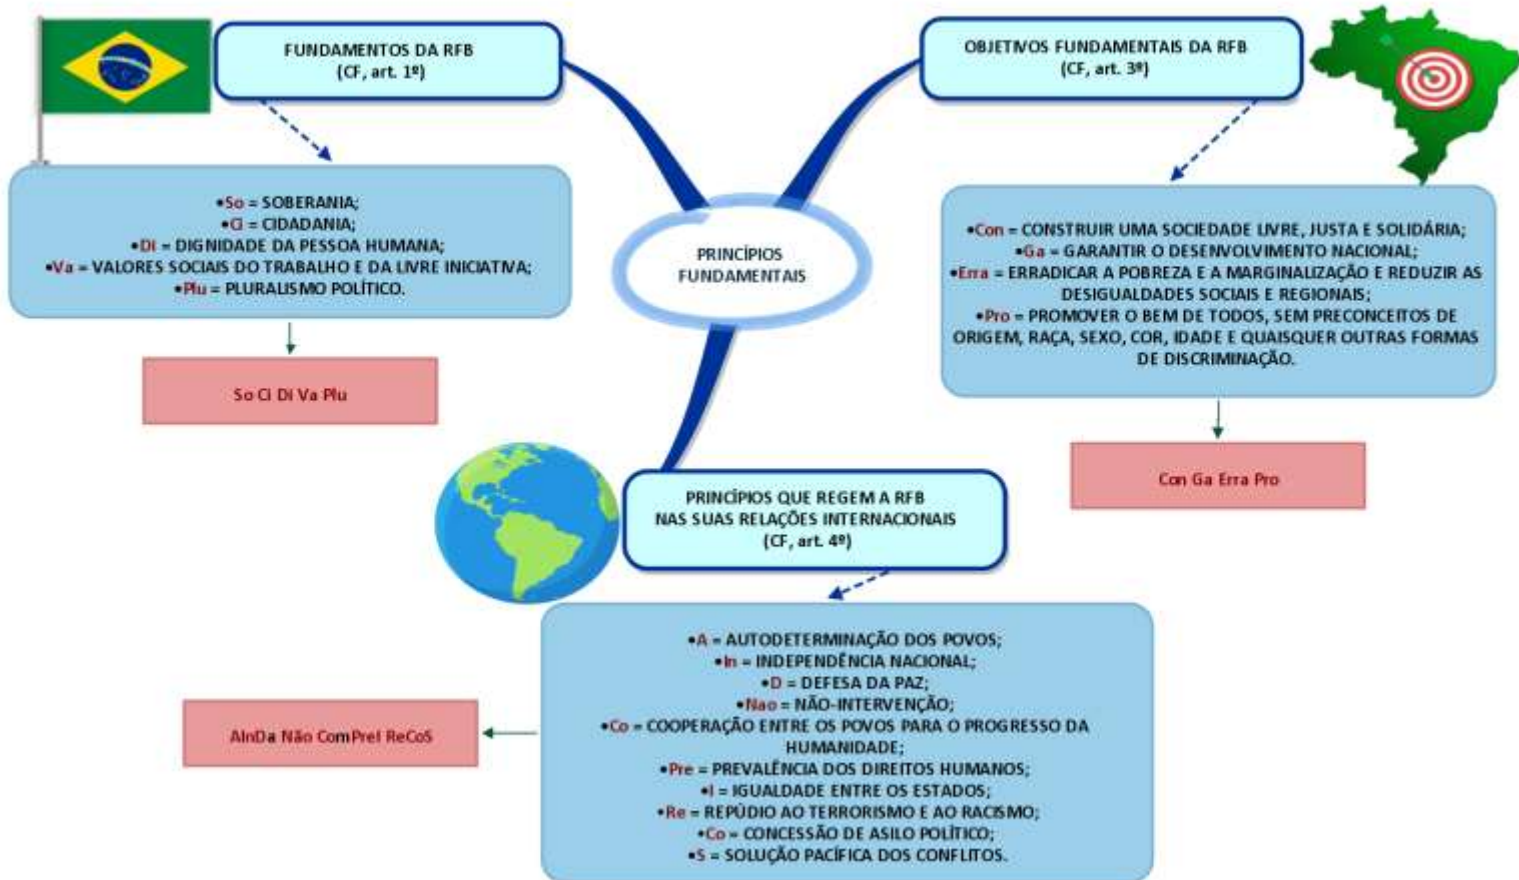 FUNDAMENTOS DA RFB
(CF, art. 1º)
•So = SOBERANIA;
•Ci = CIDADANIA;
•Di = DIGNIDADE DA PESSOA HUMANA;
•Va = VALORES SOCIAIS DO TRABALHO E DA LIVRE INICIATIVA;
•Plu = PLURALISMO POLÍTICO.
So Ci Di Va Plu
OBJETIVOS FUNDAMENTAIS DA RFB
(CF, art. 3º)
•Con = CONSTRUIR UMA SOCIEDADE LIVRE, JUSTA E SOLIDÁRIA;
•Ga = GARANTIR O DESENVOLVIMENTO NACIONAL;
•Erra = ERRADICAR A POBREZA E A MARGINALIZAÇÃO E REDUZIR AS
DESIGUALDADES SOCIAIS E REGIONAIS;
•Pro = PROMOVER O BEM DE TODOS, SEM PRECONCEITOS DE
ORIGEM, RAÇA, SEXO, COR, IDADE E QUAISQUER OUTRAS FORMAS
DE DISCRIMINAÇÃO.
Con Ga Erra Pro
PRINCÍPIOS
FUNDAMENTAIS
PRINCÍPIOS QUE REGEM A RFB
NAS SUAS RELAÇÕES INTERNACIONAIS
(CF, art. 4º)
•A = AUTODETERMINAÇÃO DOS POVOS;
•In = INDEPENDÊNCIA NACIONAL;
•D = DEFESA DA PAZ;
•Nao = NÃO-INTERVENÇÃO;
•Co = COOPERAÇÃO ENTRE OS POVOS PARA O PROGRESSO DA
HUMANIDADE;
•Pre = PREVALÊNCIA DOS DIREITOS HUMANOS;
•I = IGUALDADE ENTRE OS ESTADOS;
•Re = REPÚDIO AO TERRORISMO E AO RACISMO;
•Co = CONCESSÃO DE ASILO POLÍTICO;
•S = SOLUÇÃO PACÍFICA DOS CONFLITOS.
AInDa Não ComPreI ReCoS